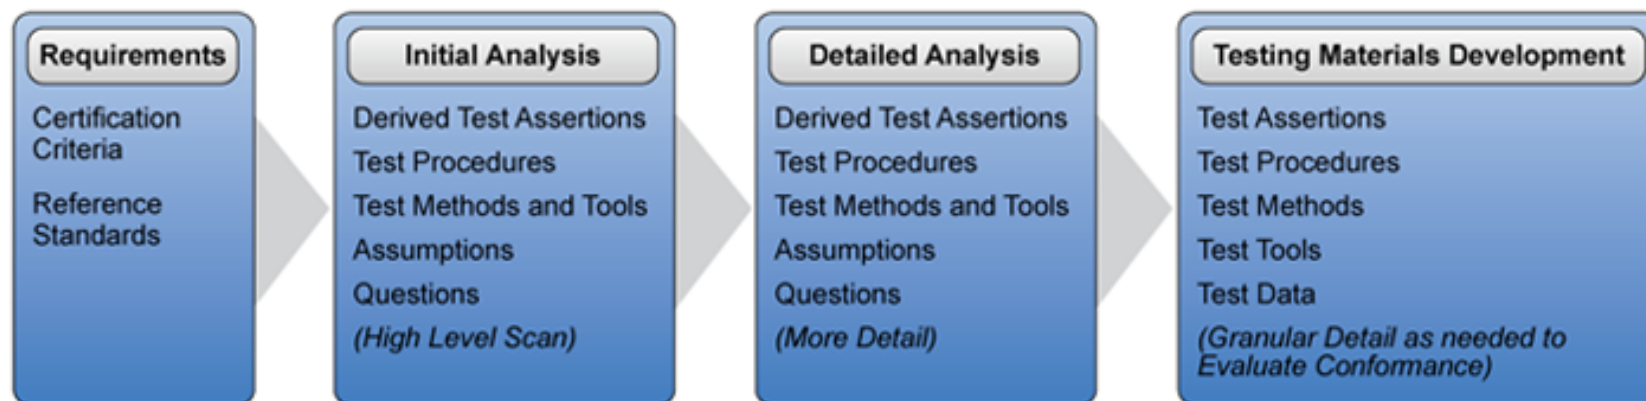 Requirements
Certification
Criteria
Reference
Standards
Initial Analysis
Derived Test Assertions
Test Procedures
Test Methods and Tools
Assumptions
Questions
(High Level Scan)
Detailed Analysis
Derived Test Assertions
Test Procedures
Test Methods and Tools
Assumptions
Questions
(More Detail)
Testing Materials Development
Test Assertions
Test Procedures
Test Methods
Test Tools
Test Data
(Granular Detail as needed to
Evaluate Conformance)